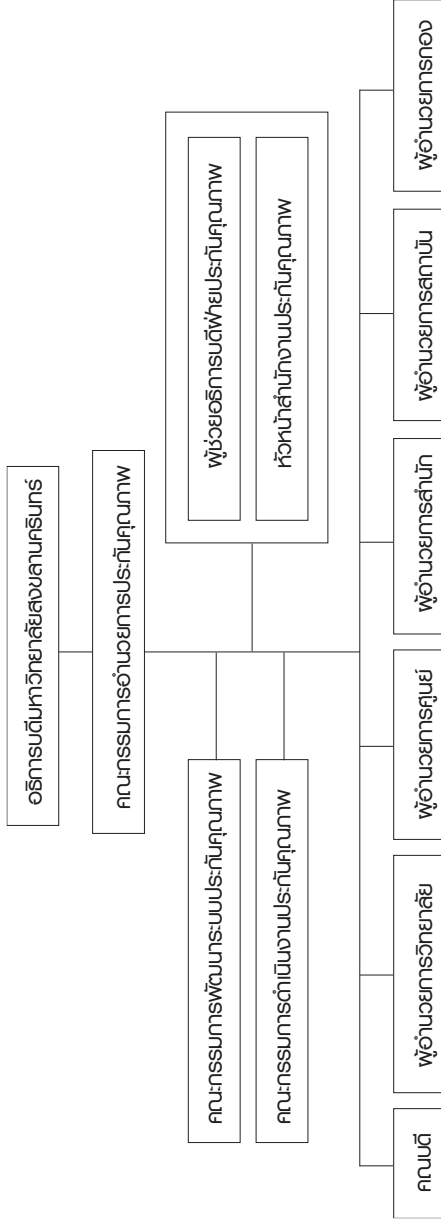 อธิการบดีมหาวิทยาลัยสงขลานครินทร์
คณะกรรมการอำนวยการประกันคุณภาพ
คณะกรรมการพัฒนาระบบประกันคุณภาพ
คณะกรรมการดำเนินงานประกันคุณภาพ
ผู้ช่วยอธิการบดีฝ่ายประกันคุณภาพ
หัวหน้าสำนักงานประกันคุณภาพ
คณบดี
ผู้อำนวยการวิทยาลัย
ผู้อำนวยการศูนย์
ผู้อำนวยการสำนัก
ผู้อำนวยการสถาบัน
ผู้อำนวยการกอง